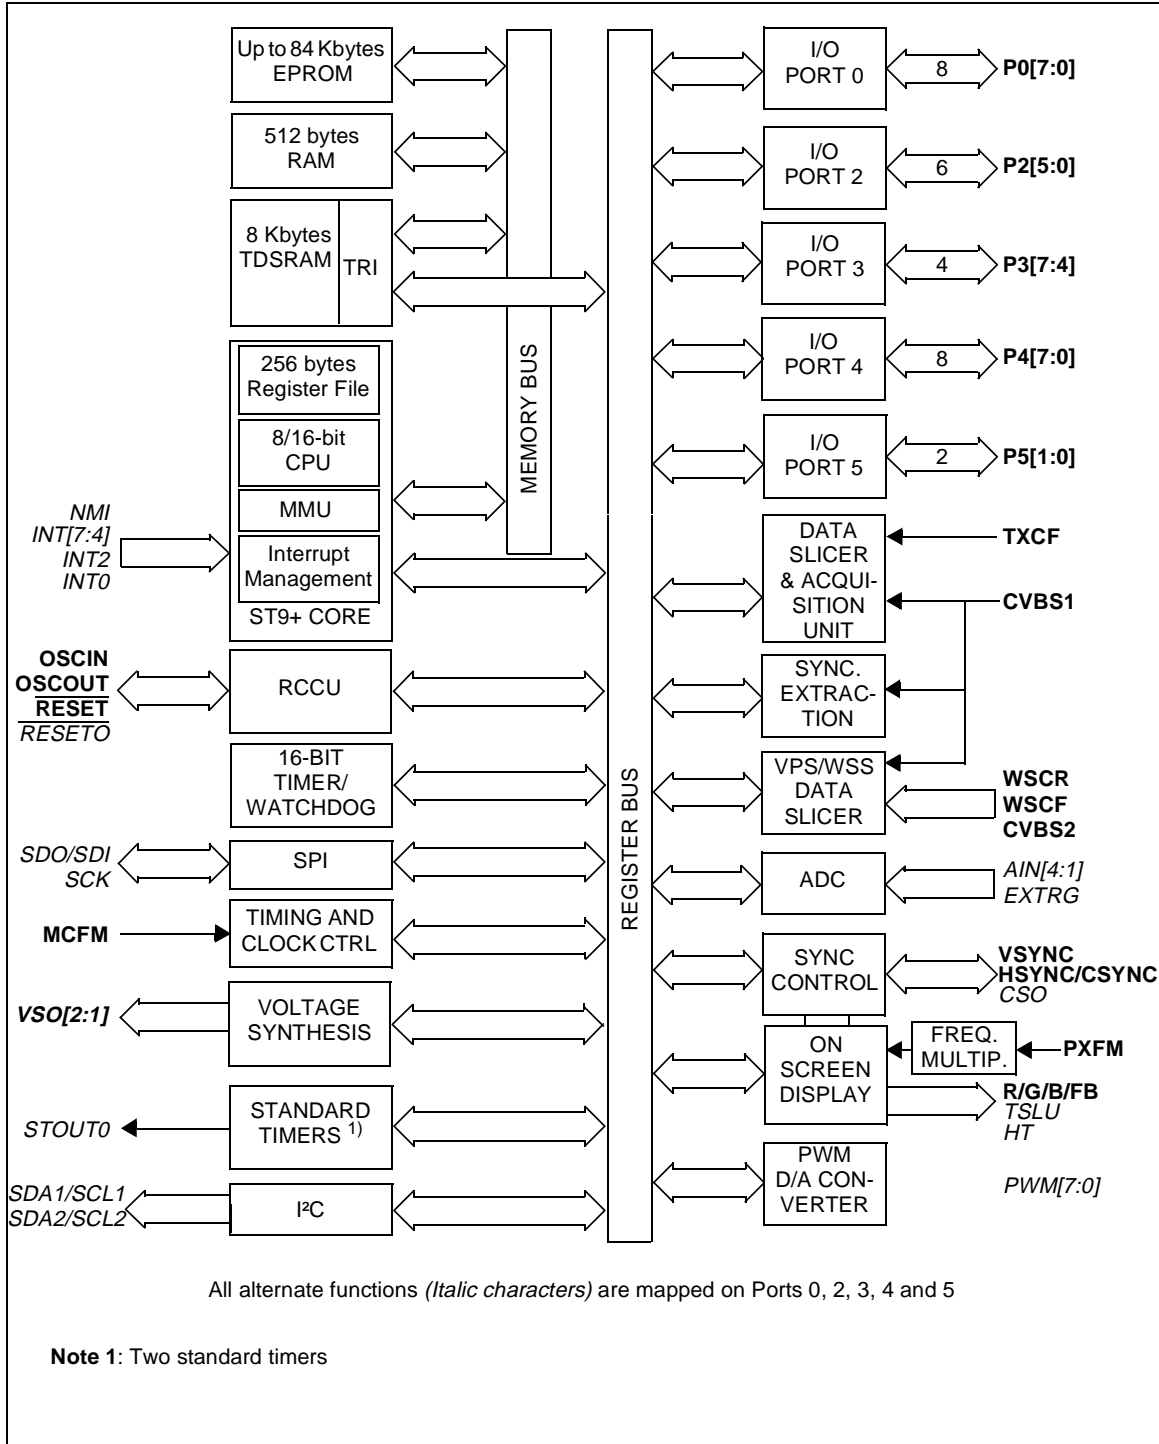 Up to 84 Kbytes
EPROM
512 bytes
RAM
8 Kbytes
TDSRAM
TRI
256 bytes
Register File
8/16-bit
CPU
MMU
Interrupt
Management
ST9+ CORE
NMI
INT[7:4]
INT2
INT0
OSCIN
OSCOUT
RESET
RESETO
RCCU
16-BIT
TIMER/
WATCHDOG
SDO/SDI
SCK
SPI
MCFM
TIMING AND
CLOCK CTRL
VSO[2:1]
VOLTAGE
SYNTHESIS
STOUT0
STANDARD
TIMERS 1)
SDA1/SCL1
SDA2/SCL2
I²C
MEMORY BUS
REGISTER BUS
I/O
PORT 0
8
P0[7:0]
I/O
PORT 2
6
P2[5:0]
I/O
PORT 3
4
P3[7:4]
I/O
PORT 4
8
P4[7:0]
I/O
PORT 5
2
P5[1:0]
DATA
SLICER
& ACQUI-
SITION
UNIT
TXCF
CVBS1
SYNC.
EXTRAC-
TION
VPS/WSS
DATA
SLICER
WSCR
WSCF
CVBS2
ADC
AIN[4:1]
EXTRG
SYNC
CONTROL
VSYNC
HSYNC/CSYNC
CSO
ON
SCREEN
DISPLAY
FREQ.
MULTIP.
PXFM
R/G/B/FB
TSLU
HT
PWM
D/A CON-
VERTER
PWM[7:0]
All alternate functions (Italic characters) are mapped on Ports 0, 2, 3, 4 and 5
Note 1: Two standard timers